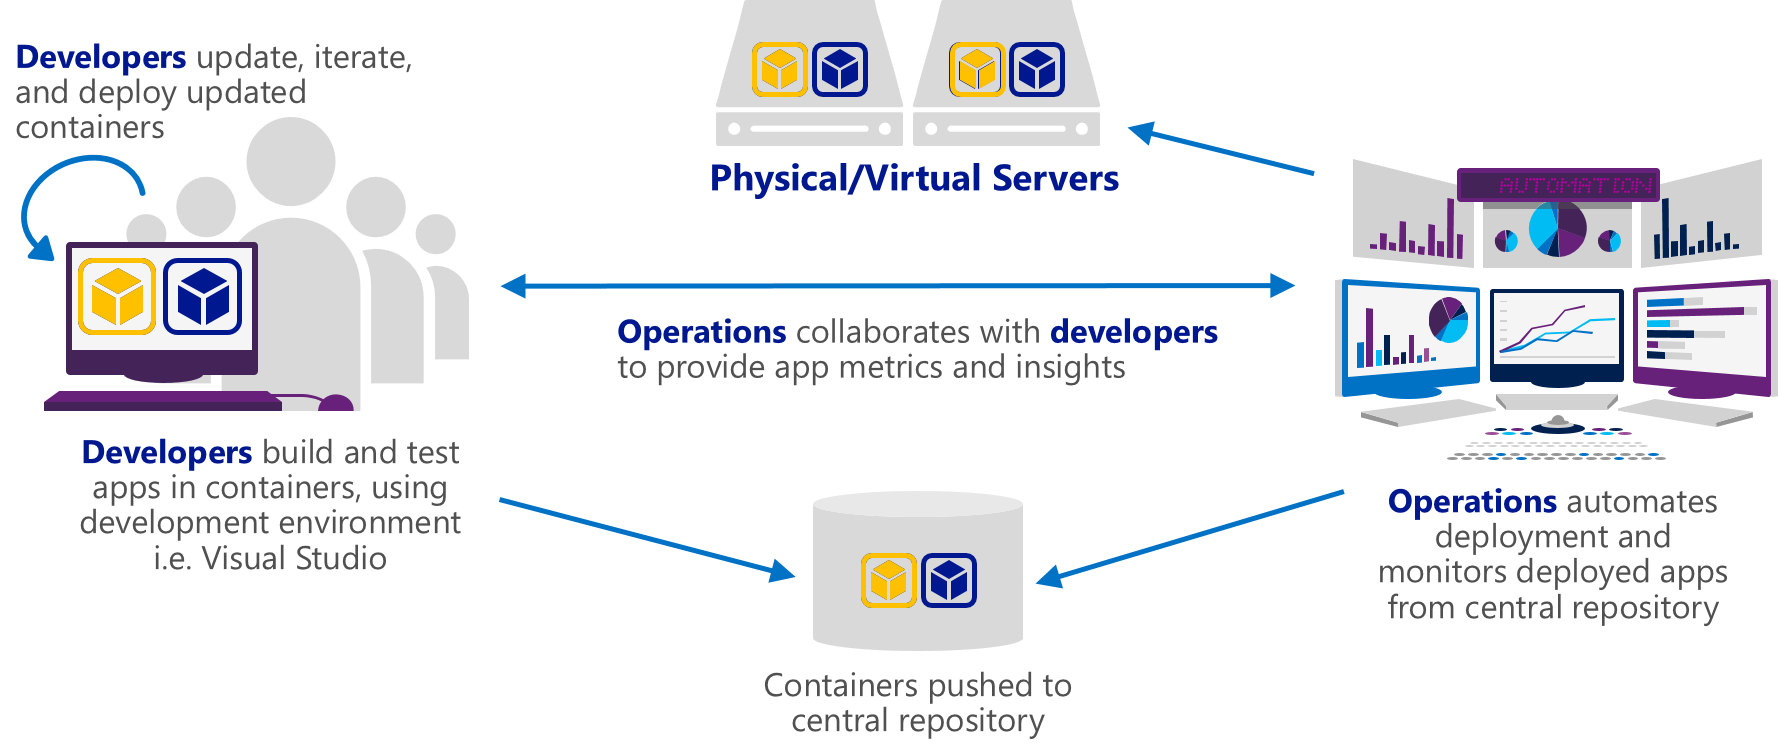 Developers update, iterate,
and deploy updated
containers
Physical/Virtual Servers
AUTOMATION
Operations collaborates with developers
to provide app metrics and insights
Developers build and test
apps in containers, using
development environment
i.e. Visual Studio
Operations automates
deployment and
monitors deployed apps
from central repository
Containers pushed to
central repository